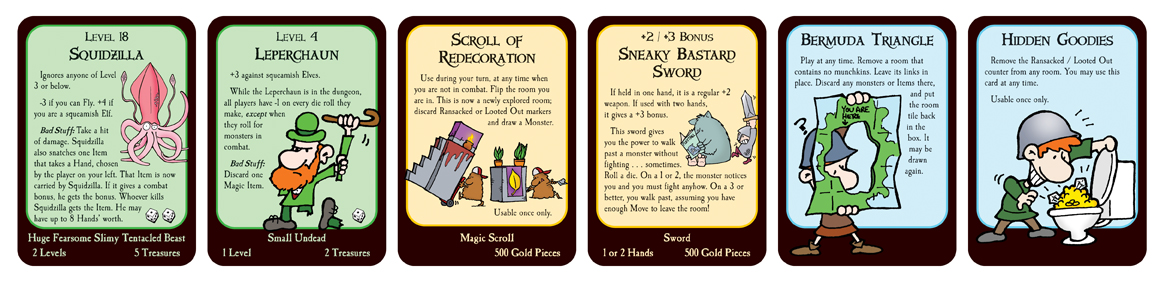 LEVEL 18
SQUIDZILLA
Ignores anyone of Level
3 or below.
-3 if you can Fly. +4 if
you are a squeamish Elf.
Bad Stuff: Take a hit
of damage. Squidzilla
also snatches one Item
that takes a Hand, chosen
by the player on your left. That Item is now
carried by Squidzilla. If it gives a combat
bonus, he gets the bonus. Whoever kills
Squidzilla gets the Item. He may
have up to 8 Hands' worth.
Huge Fearsome Slimy Tentacled Beast
2 Levels
5 Treasures
LEVEL 4
LEPERCHAUN
+3 against squeamish Elves.
While the Leperchaun is in the dungeon,
all players have -1 on every die roll they
make, except when
they roll for
monsters in
combat.
Bad Stuff:
Discard one
Magic Item.
Small Undead
1 Level
2 Treasures
SCROLL OF
REDECORATION
Use during your turn, at any time when
you are not in combat. Flip the room you
are in. This is now a newly explored room;
discard Ransacked or Looted Out markers
and draw a Monster.
Usable once only.
Magic Scroll
500 Gold Pieces
+2 / +3 BONUS
SNEAKY BASTARD
SWORD
If held in one hand, it is a regular +2
weapon. If used with two hands,
it gives a +3 bonus.
This sword gives
you the power to walk
past a monster without
fighting . . . sometimes.
Roll a die. On a 1 or 2, the monster notices
you and you must fight anyhow. On a 3 or
better, you walk past, assuming you have
enough Move to leave the room!
Sword
1 or 2 Hands
500 Gold Pieces
BERMUDA TRIANGLE
Play at any time. Remove a room that
contains no munchkins. Leave its links in
place. Discard any monsters or Items there,
and put
the room
tile back
in the
box. It
may be
drawn
again.
YOU ARE
HERE
?
HIDDEN GOODIES
Remove the Ransacked / Looted Out
counter from any room. You may use this
card at any time.
Usable once only.